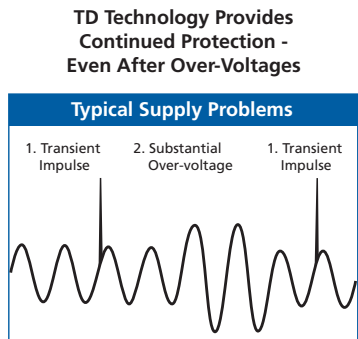 TD Technology Provides
Continued Protection -
Even After Over-Voltages
Typical Supply Problems
1. Transient
Impulse
2. Substantial
Over-voltage
1. Transient
Impulse